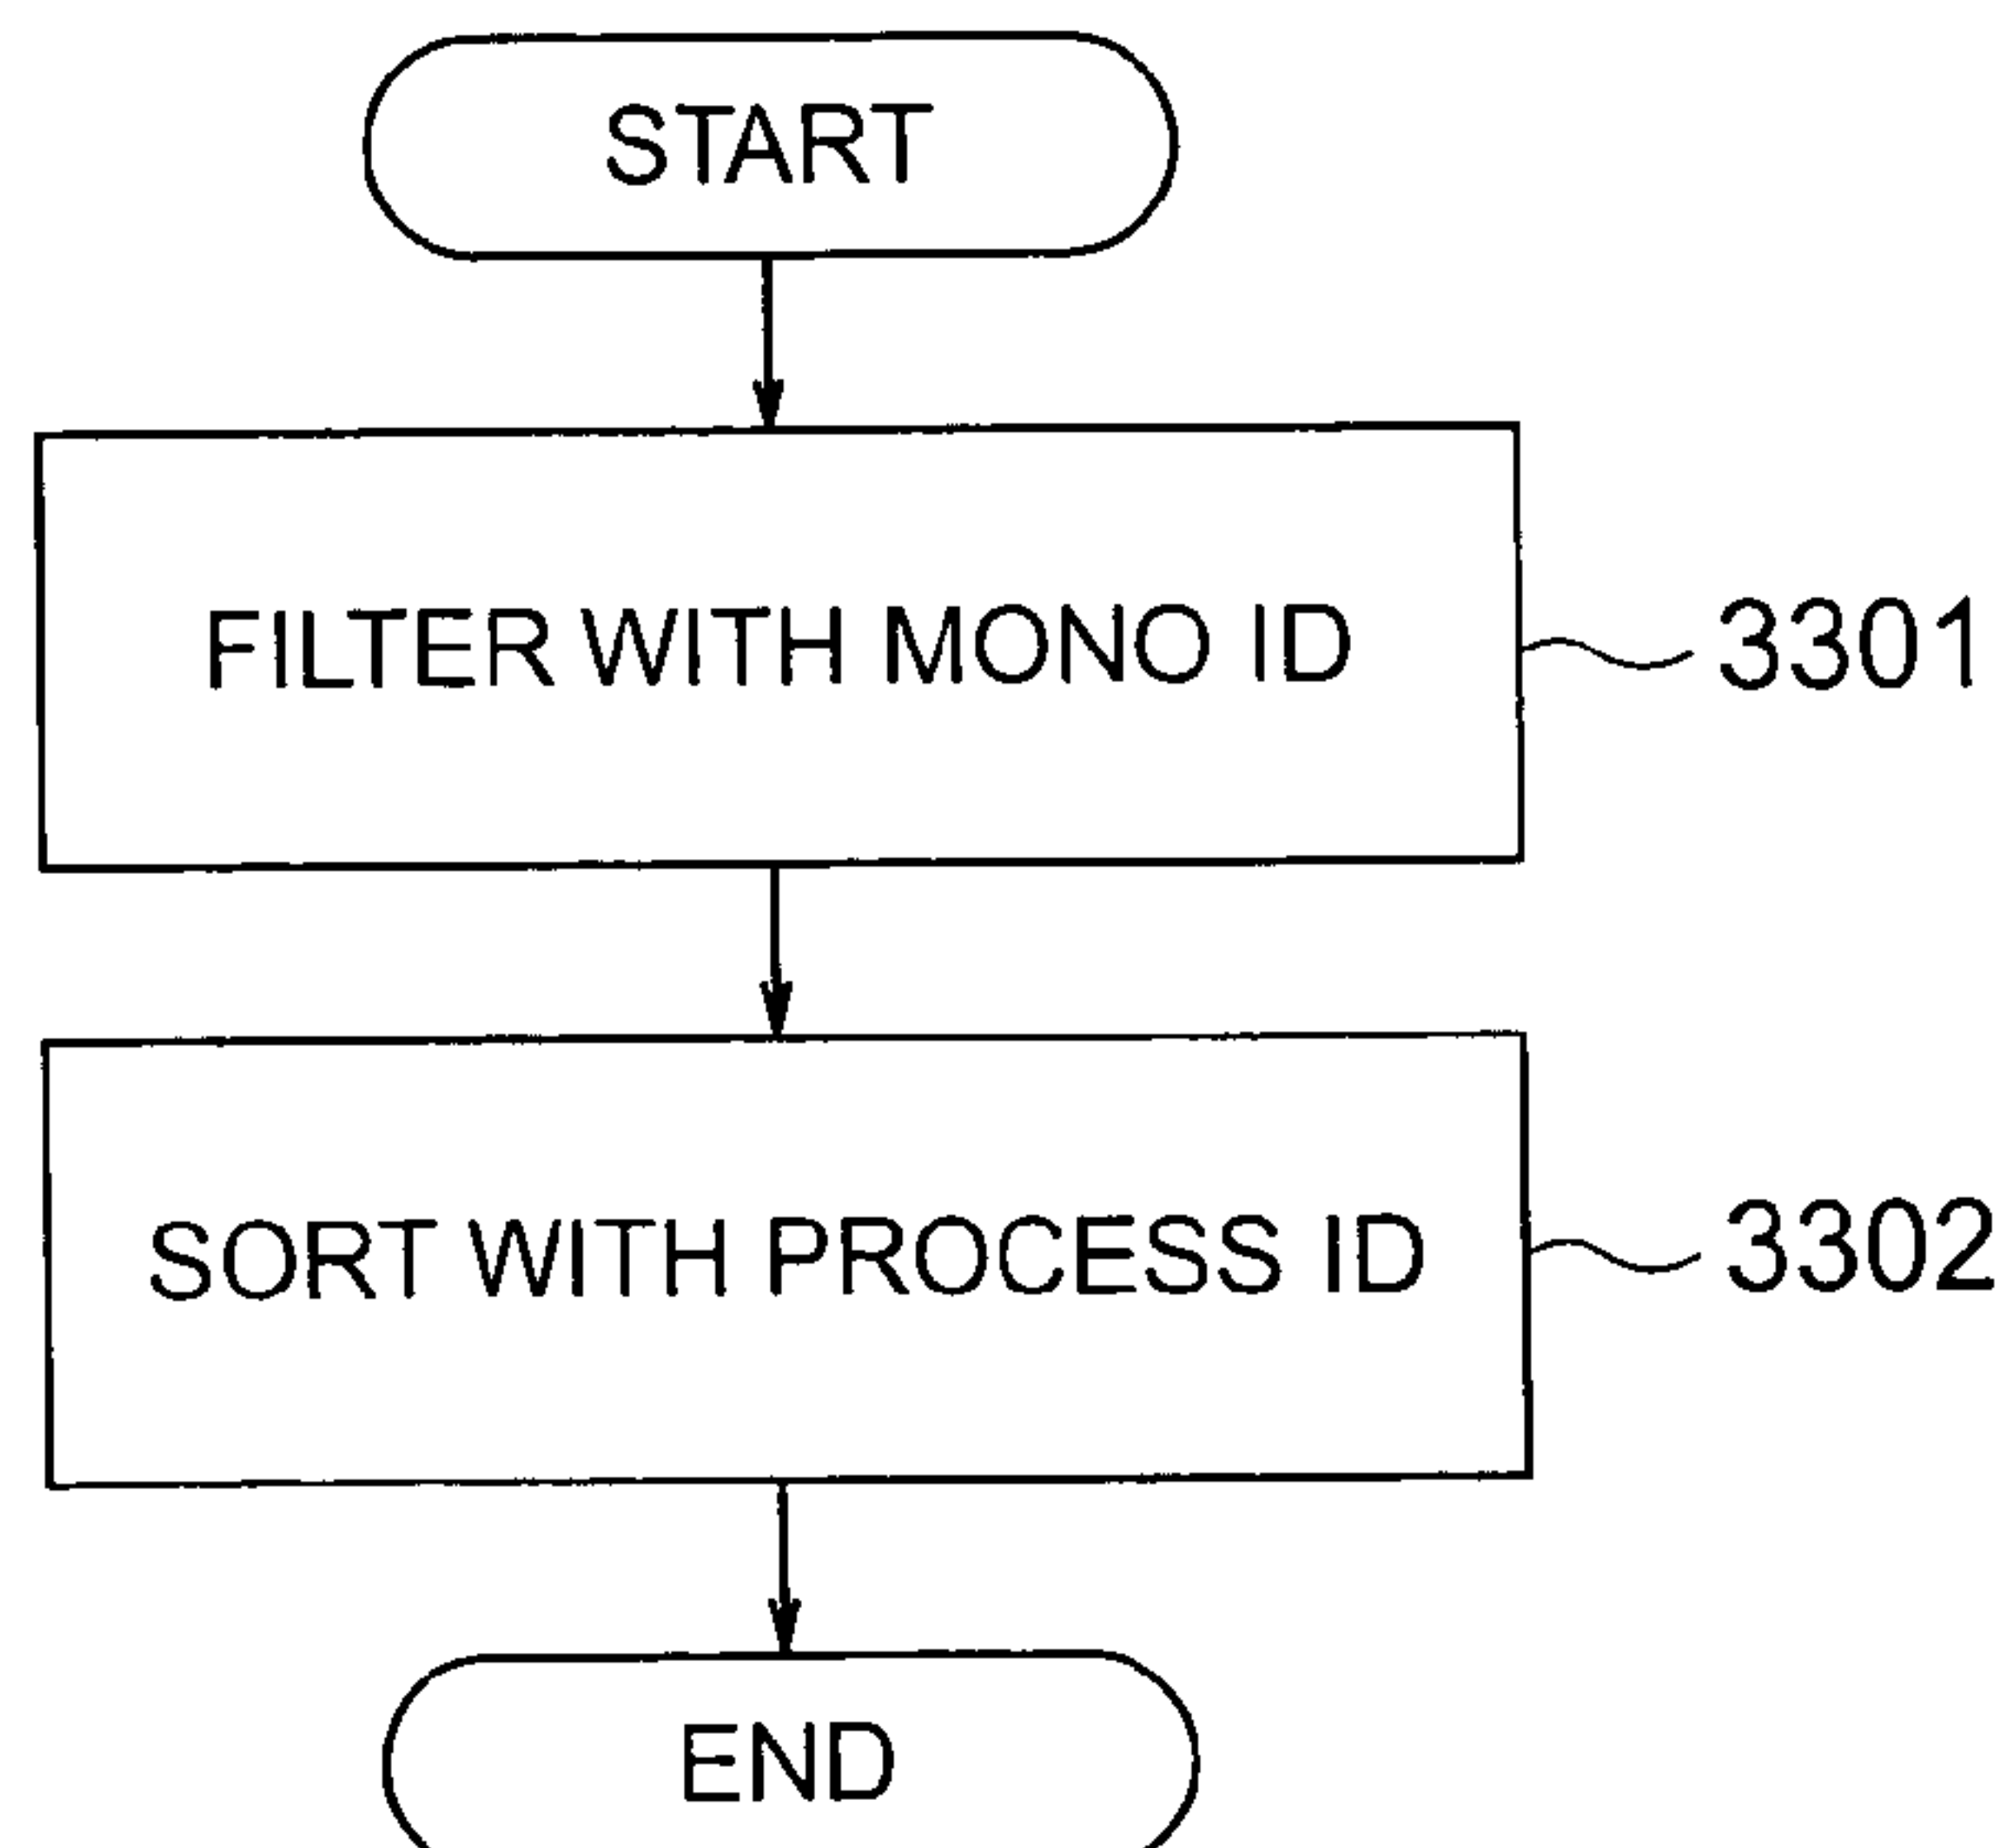 START
FILTER WITH MONO ID
3301
SORT WITH PROCESS ID
3302
END